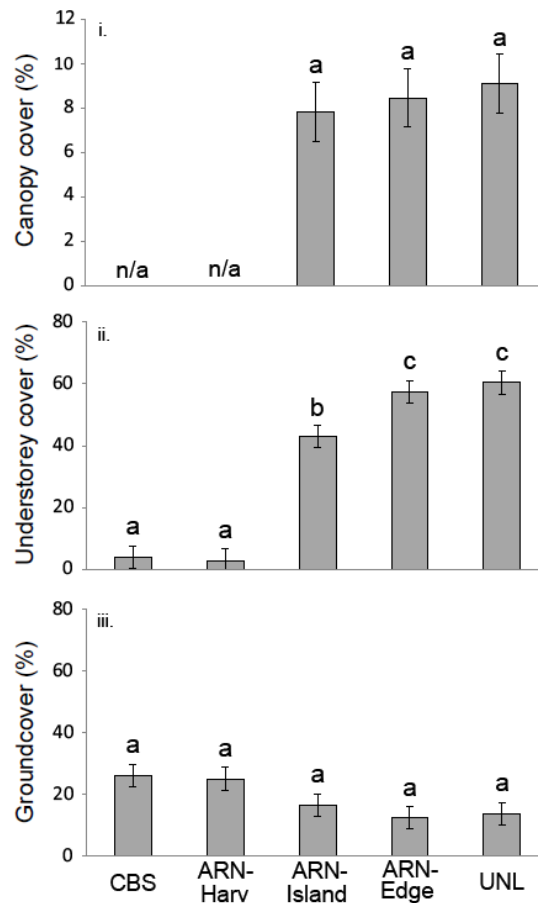 Canopy cover (%)
i.
12
10
8
6
4
2
0
n/a
n/a
a
a
a
Understorey cover (%)
ii.
80
60
40
20
0
a
a
b
c
c
Groundcover (%)
iii.
80
60
40
20
0
a
a
a
a
a
CBS
ARN-
Harv
ARN-
Island
ARN-
Edge
UNL